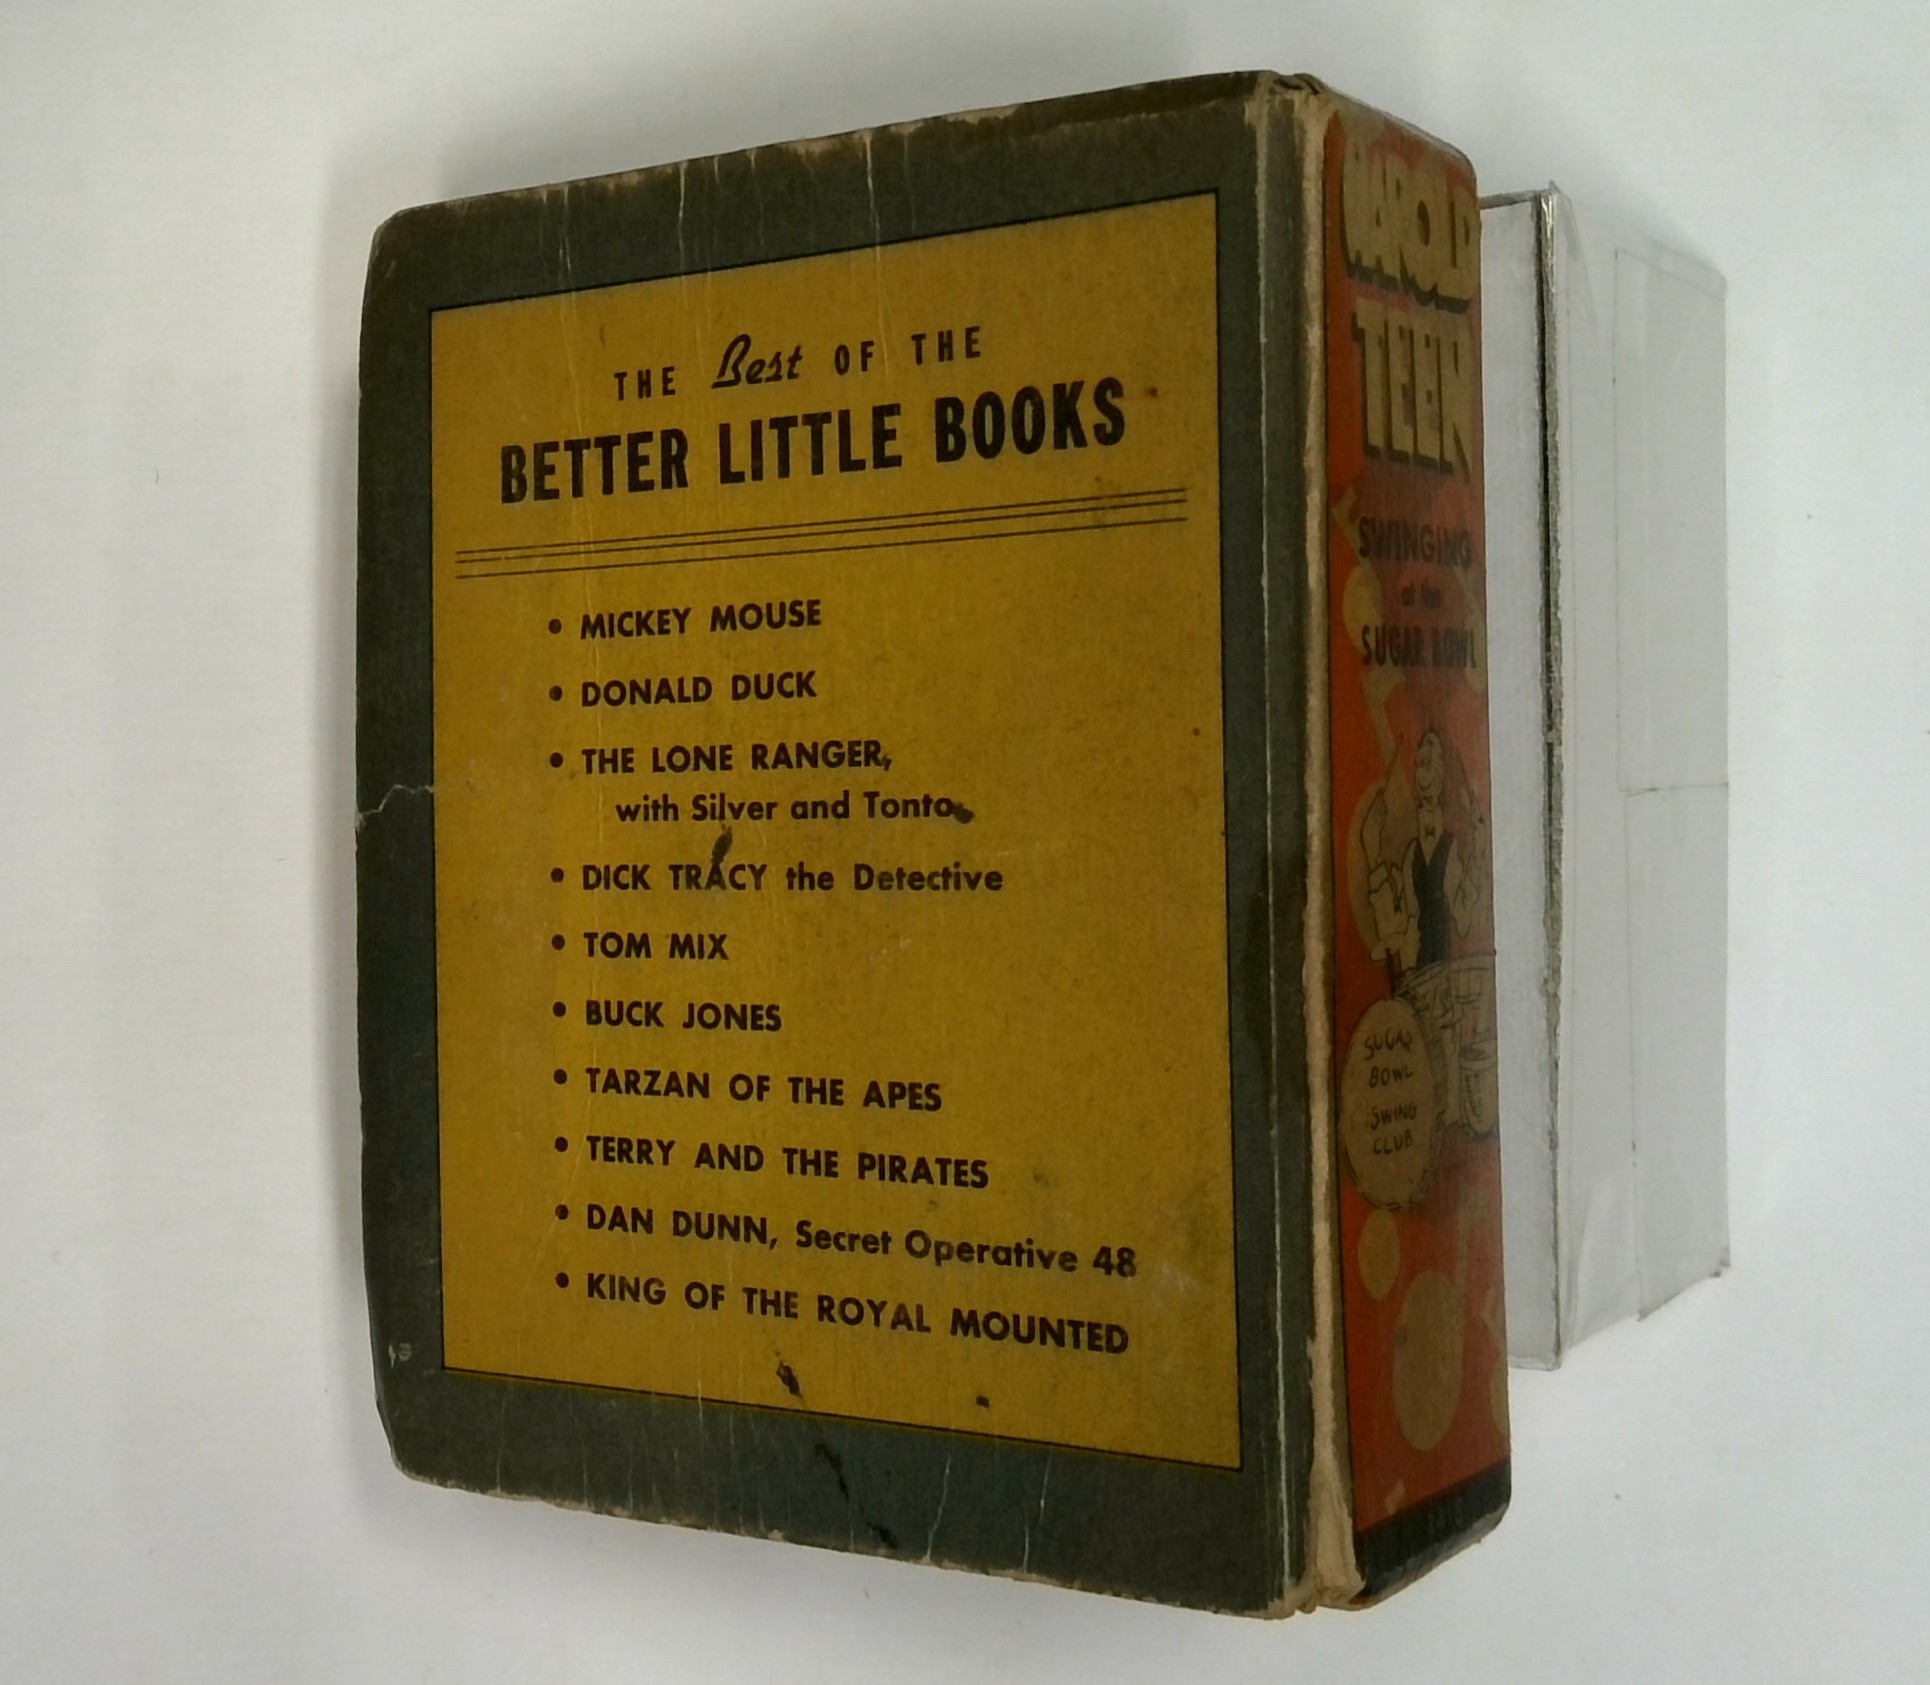 THE Best OF THE
BETTER LITTLE BOOKS
• MICKEY MOUSE
• DONALD DUCK
• THE LONE RANGER,
with Silver and Tonto
• DICK TRACY the Detective
• TOM MIX
• BUCK JONES
• TARZAN OF THE APES
• TERRY AND THE PIRATES
• DAN DUNN, Secret Operative 48
• KING OF THE ROYAL MOUNTED
HAROLD
TEEN
SWINGING
at the
SUGAR BOWL
SUGAR
BOWL
SWING
CLUB